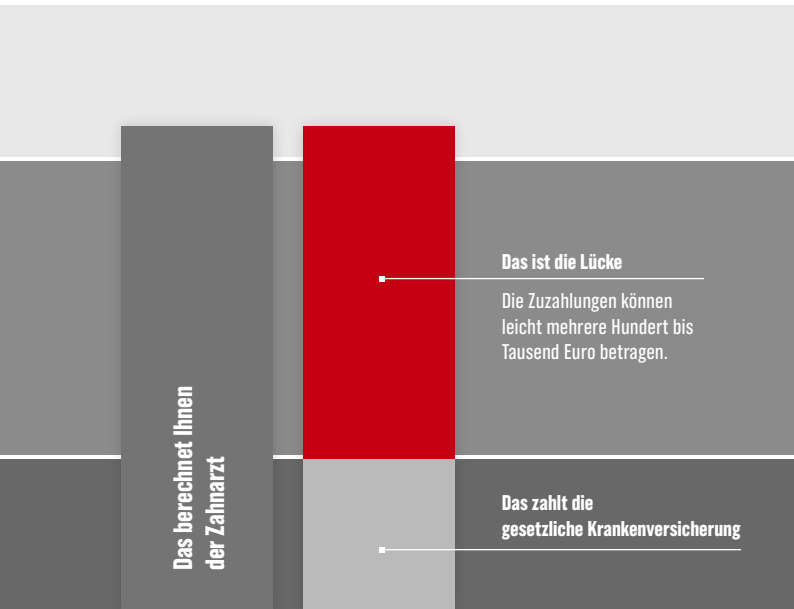 Das ist die Lücke
Die Zuzahlungen können
leicht mehrere Hundert bis
Tausend Euro betragen.
Das berechnet Ihnen
der Zahnarzt
Das zahlt die
gesetzliche Krankenversicherung